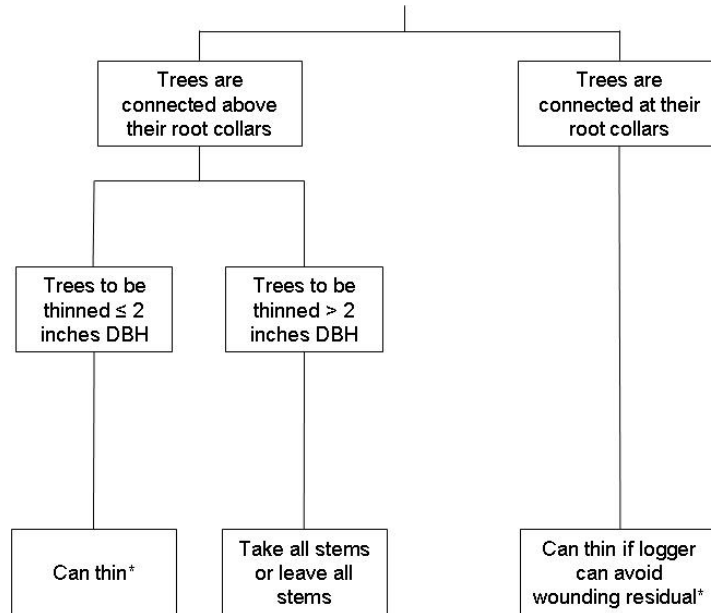 Trees are
connected above
their root collars
Trees are
connected at their
root collars
Trees to be
thinned ≤ 2
inches DBH
Trees to be
thinned > 2
inches DBH
Can thin*
Take all stems
or leave all
stems
Can thin if logger
can avoid
wounding residual*